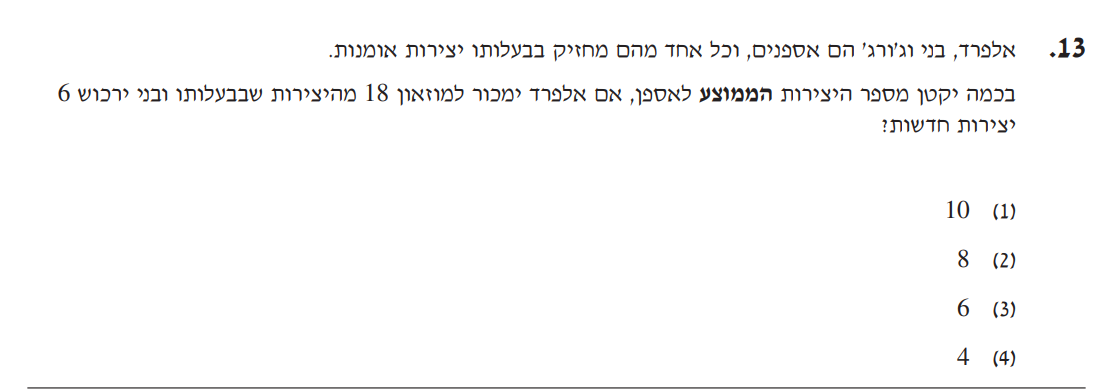 13. אלפרד, בני וג'ורג' הם אספנים, וכל אחד מהם מחזיק בבעלותו יצירות אומנות.
בכמה יקטן מספר היצירות הממוצע לאספן, אם אלפרד ימכור למוזאון 18 מהיצירות שבבעלותו ובני ירכוש 6
יצירות חדשות?
(1) 10
(2) 8
(3) 6
(4) 4